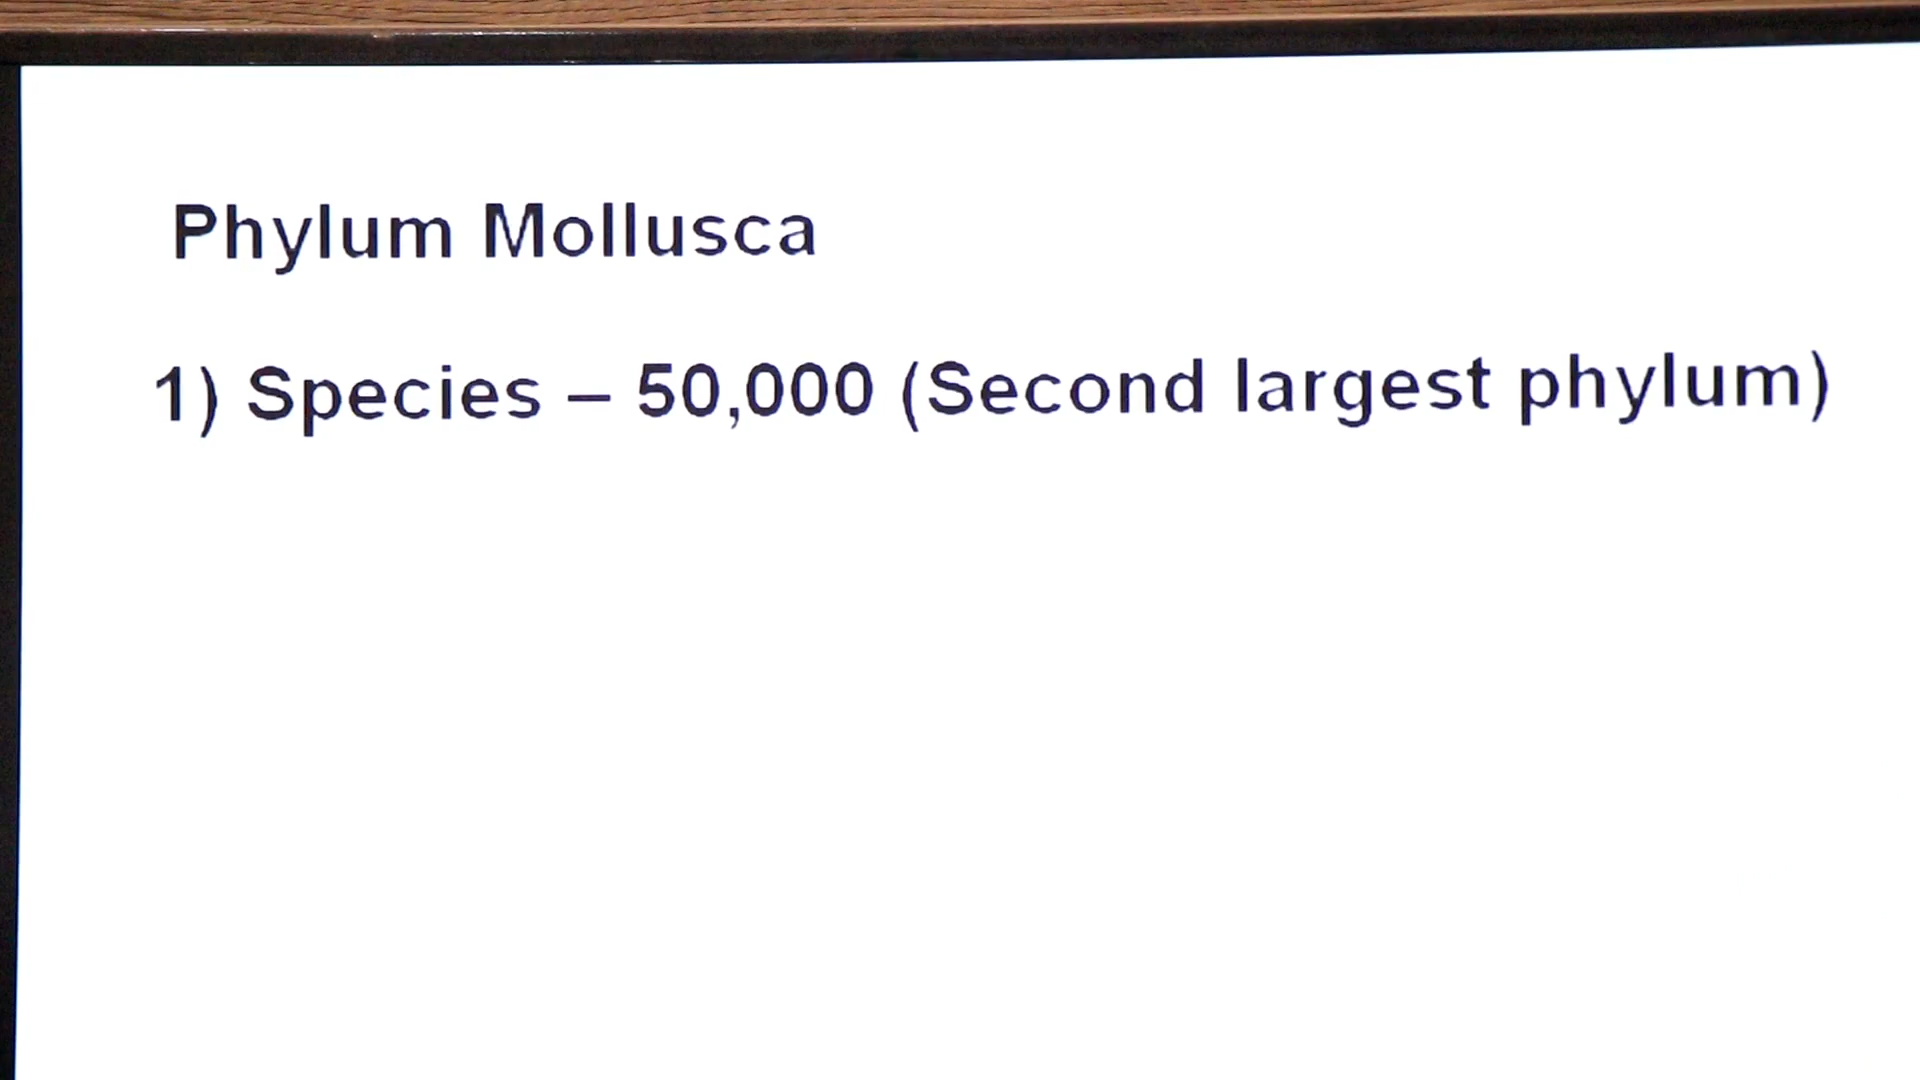 Phylum Mollusca
1) Species – 50,000 (Second largest phylum)